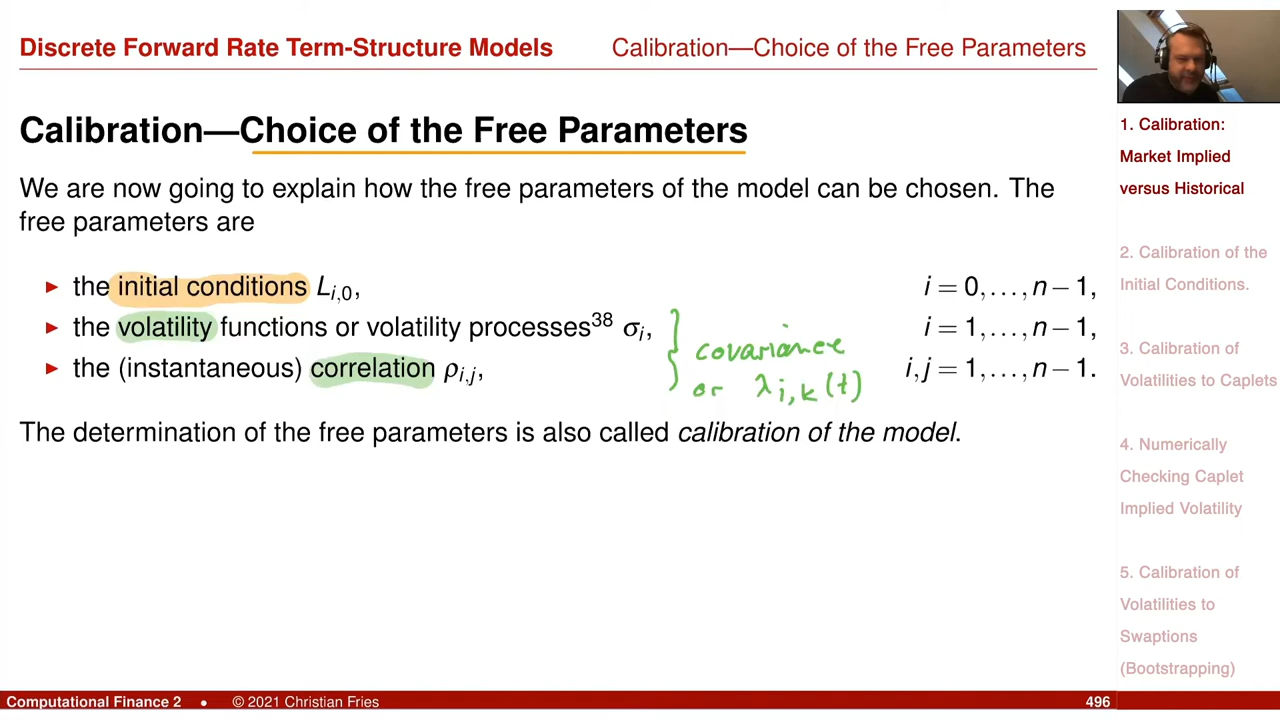 Discrete Forward Rate Term-Structure Models
Calibration—Choice of the Free Parameters
Calibration—Choice of the Free Parameters
We are now going to explain how the free parameters of the model can be chosen. The
free parameters are
▸ the initial conditions L_{i,0}, i = 0,…,n−1,
▸ the volatility functions or volatility processes³⁸ σ_i, i = 1,…,n−1,
▸ the (instantaneous) correlation ρ_{i,j}, i,j = 1,…,n−1.
} covariance
or λ_{i,k}(t)
The determination of the free parameters is also called calibration of the model.
1. Calibration:
Market Implied
versus Historical
2. Calibration of the
Initial Conditions.
3. Calibration of
Volatilities to Caplets
4. Numerically
Checking Caplet
Implied Volatility
5. Calibration of
Volatilities to
Swaptions
(Bootstrapping)
Computational Finance 2 • © 2021 Christian Fries 496